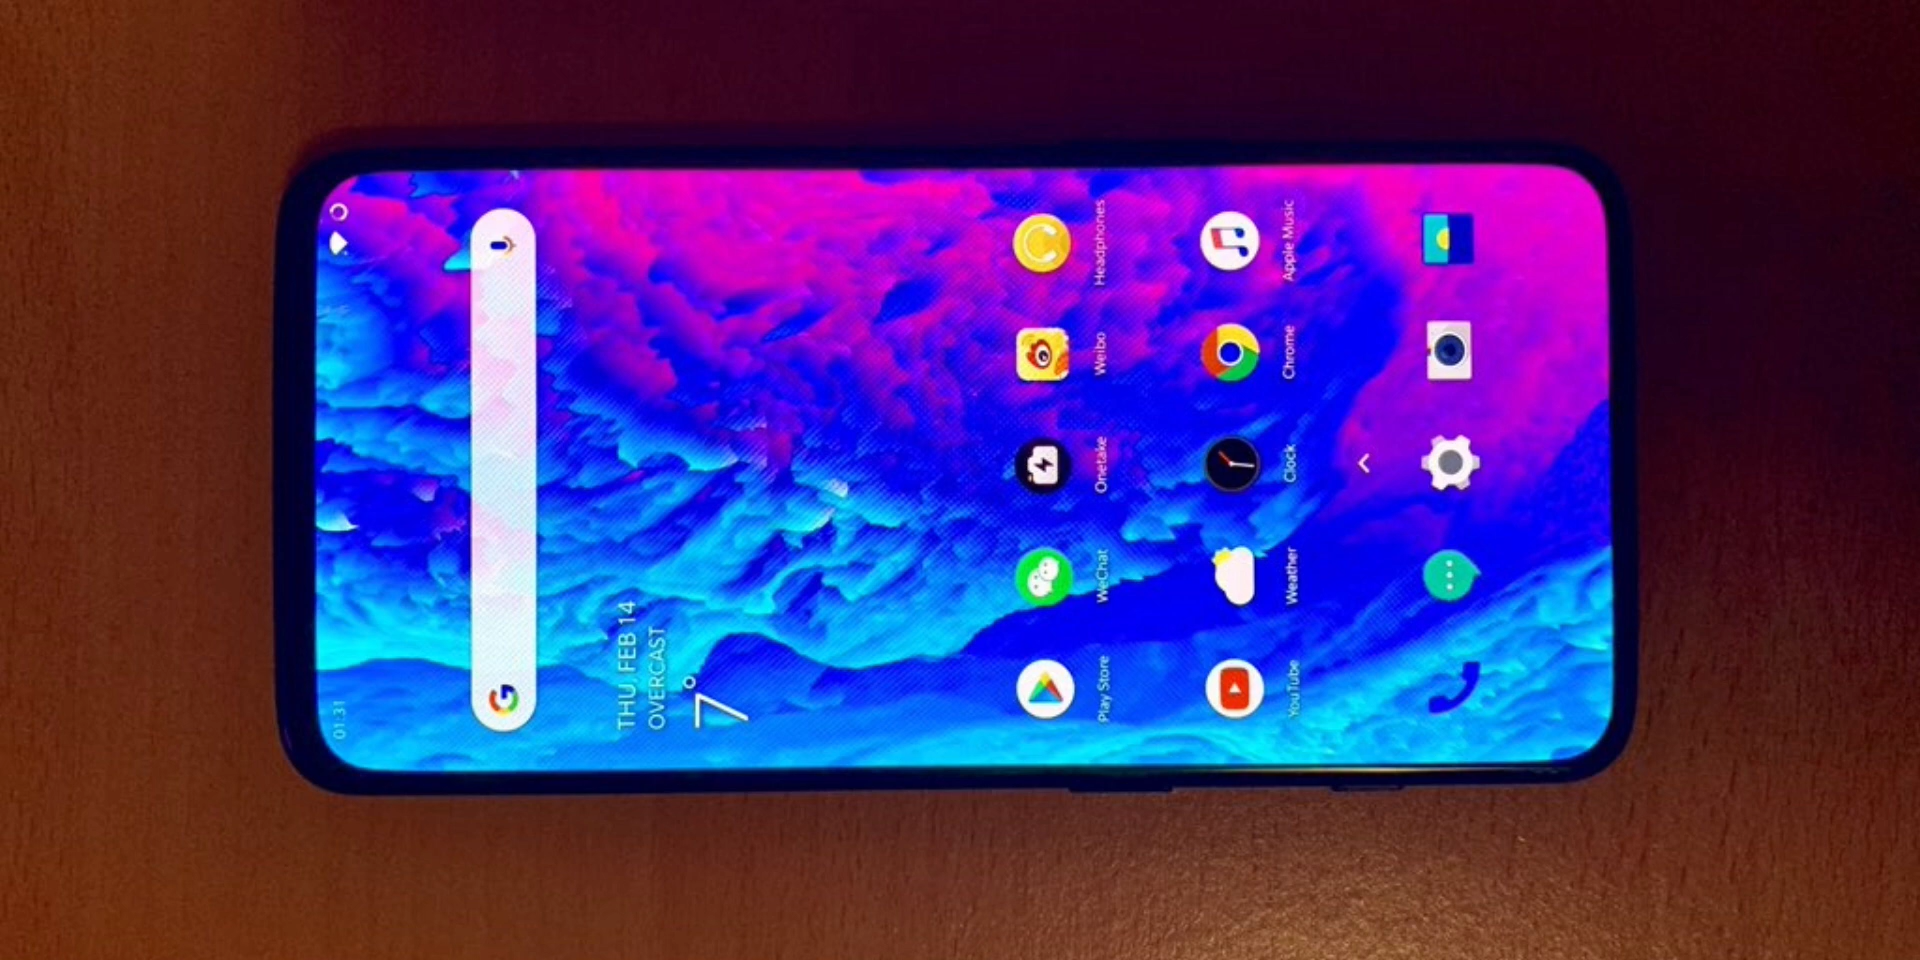 01:31
THU, FEB 14
OVERCAST
7°
Play Store
WeChat
Onetake
Weibo
Headphones
YouTube
Weather
Clock
Chrome
Apple Music